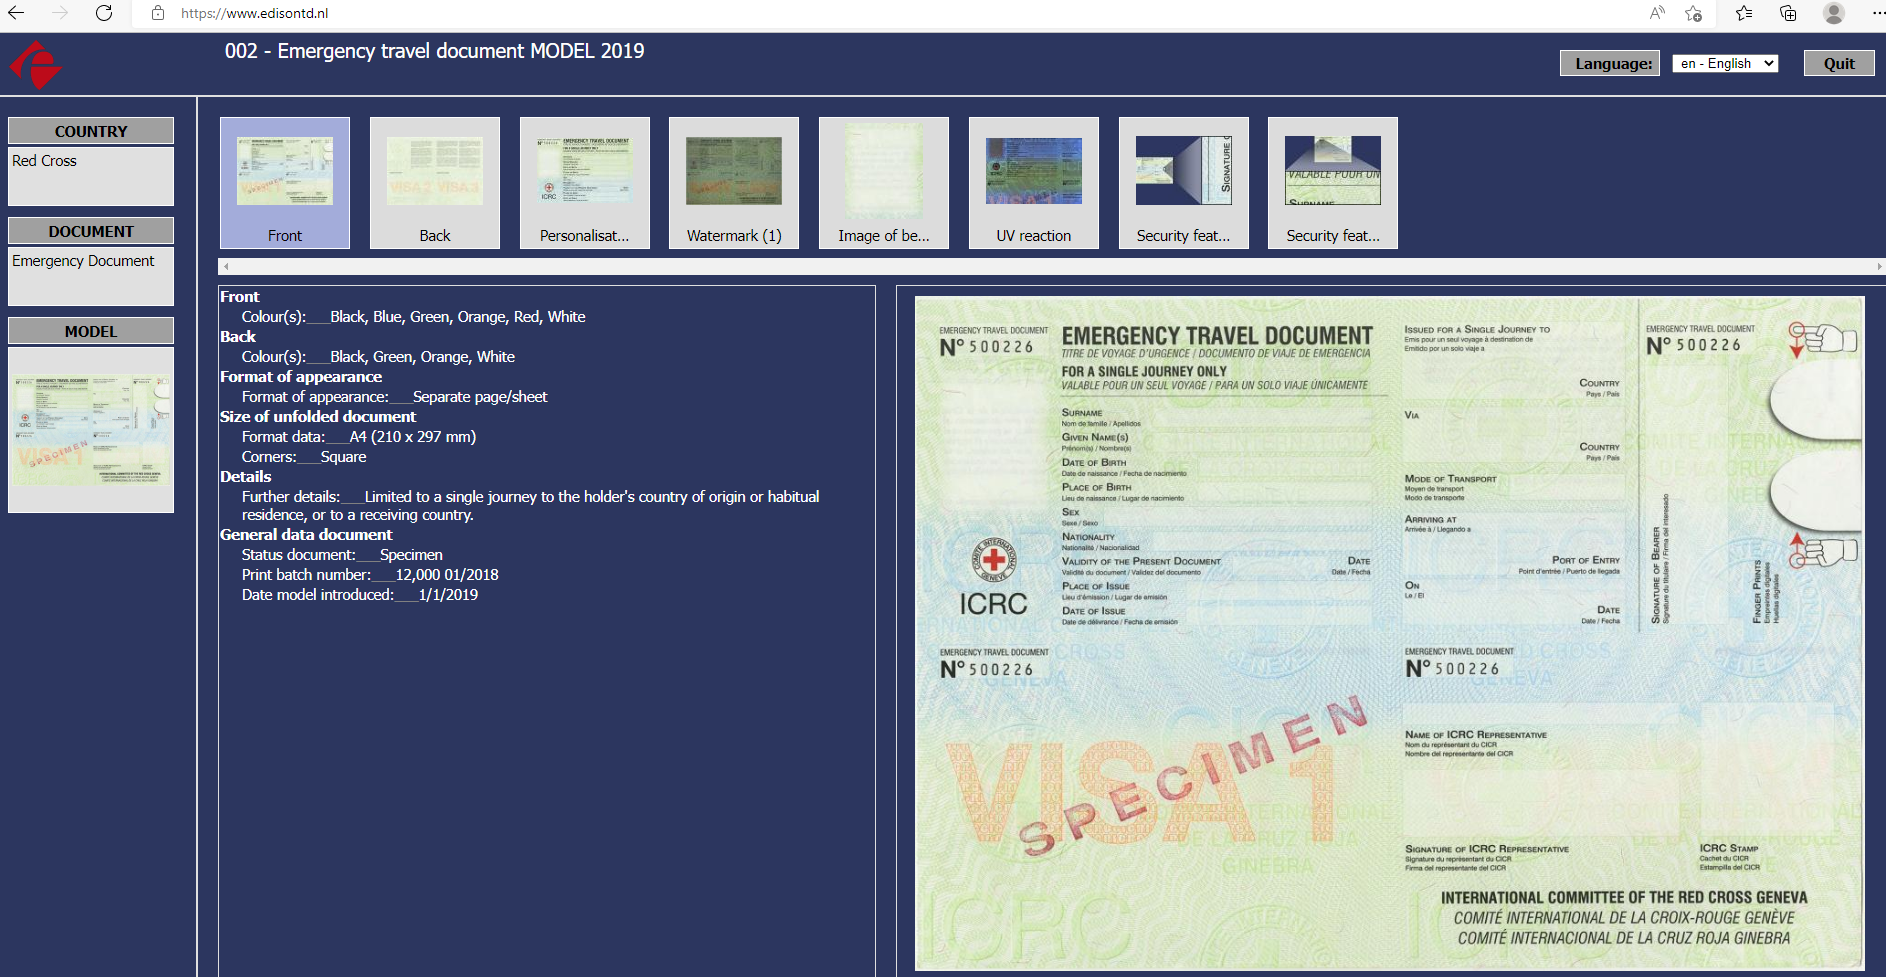 https://www.edisontd.nl
002 - Emergency travel document MODEL 2019
Language:
en - English
Quit
COUNTRY
Red Cross
DOCUMENT
Emergency Document
MODEL
Front
Back
Personalisat...
Watermark (1)
Image of be...
UV reaction
Security feat...
Security feat...
Front
Colour(s):___Black, Blue, Green, Orange, Red, White
Back
Colour(s):___Black, Green, Orange, White
Format of appearance
Format of appearance:___Separate page/sheet
Size of unfolded document
Format data:___A4 (210 x 297 mm)
Corners:___Square
Details
Further details:___Limited to a single journey to the holder's country of origin or habitual
residence, or to a receiving country.
General data document
Status document:___Specimen
Print batch number:___12,000 01/2018
Date model introduced:___1/1/2019
EMERGENCY TRAVEL DOCUMENT
N° 500226
EMERGENCY TRAVEL DOCUMENT
TITRE DE VOYAGE D'URGENCE / DOCUMENTO DE VIAJE DE EMERGENCIA
FOR A SINGLE JOURNEY ONLY
VALABLE POUR UN SEUL VOYAGE / PARA UN SOLO VIAJE ÚNICAMENTE
SURNAME
Nom de famille / Apellidos
GIVEN NAME(S)
Prénom(s) / Nombre(s)
DATE OF BIRTH
Date de naissance / Fecha de nacimiento
PLACE OF BIRTH
Lieu de naissance / Lugar de nacimiento
SEX
Sexe / Sexo
NATIONALITY
Nationalité / Nacionalidad
VALIDITY OF THE PRESENT DOCUMENT DATE
Validité du document / Validez del documento Date / Fecha
PLACE OF ISSUE
Lieu d'émission / Lugar de emisión
DATE OF ISSUE
Date de délivrance / Fecha de emisión
COMITE INTERNATIONAL GENEVE
ICRC
ISSUED FOR A SINGLE JOURNEY TO
Emis pour un seul voyage à destination de
Emitido por un solo viaje a
COUNTRY
Pays / País
VIA
COUNTRY
Pays / País
MODE OF TRANSPORT
Moyen de transport
Modo de transporte
ARRIVING AT
Arrivée à / Llegando a
PORT OF ENTRY
Point d'entrée / Puerto de llegada
ON
Le / El
DATE
Date / Fecha
EMERGENCY TRAVEL DOCUMENT
N° 500226
SIGNATURE OF BEARER
Signature du titulaire / Firma del interesado
FINGER PRINTS
Empreintes digitales
Huellas digitales
EMERGENCY TRAVEL DOCUMENT
N° 500226
EMERGENCY TRAVEL DOCUMENT
N° 500226
VISA 1
SPECIMEN
NAME OF ICRC REPRESENTATIVE
Nom du représentant du CICR
Nombre del representante del CICR
SIGNATURE OF ICRC REPRESENTATIVE
Signature du représentant du CICR
Firma del representante del CICR
ICRC STAMP
Cachet du CICR
Estampilla del CICR
INTERNATIONAL COMMITTEE OF THE RED CROSS GENEVA
COMITÉ INTERNATIONAL DE LA CROIX-ROUGE GENÈVE
COMITÉ INTERNACIONAL DE LA CRUZ ROJA GINEBRA